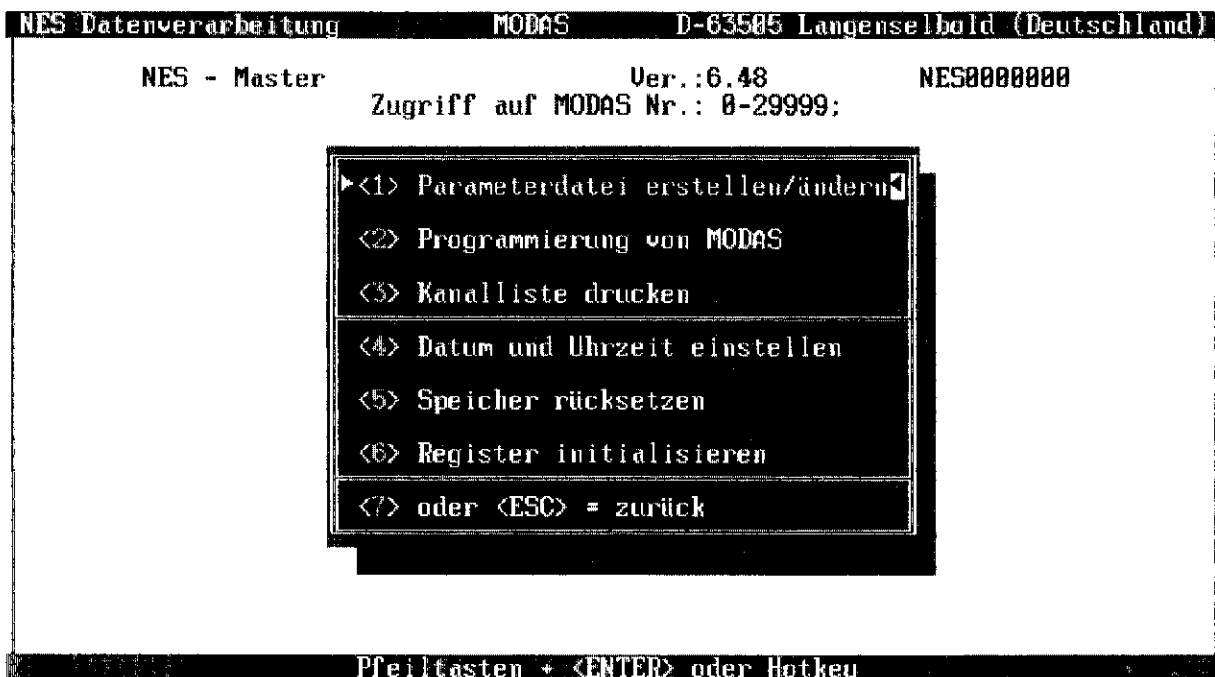 NES Datenverarbeitung MODAS D-63505 Langenselbold (Deutschland)
NES - Master Ver.:6.48 NES0000000
Zugriff auf MODAS Nr.: 0-29999;
<1> Parameterdatei erstellen/ändern
<2> Programmierung von MODAS
<3> Kanalliste drucken
<4> Datum und Uhrzeit einstellen
<5> Speicher rücksetzen
<6> Register initialisieren
<7> oder <ESC> = zurück
Pfeiltasten + <ENTER> oder Hotkey